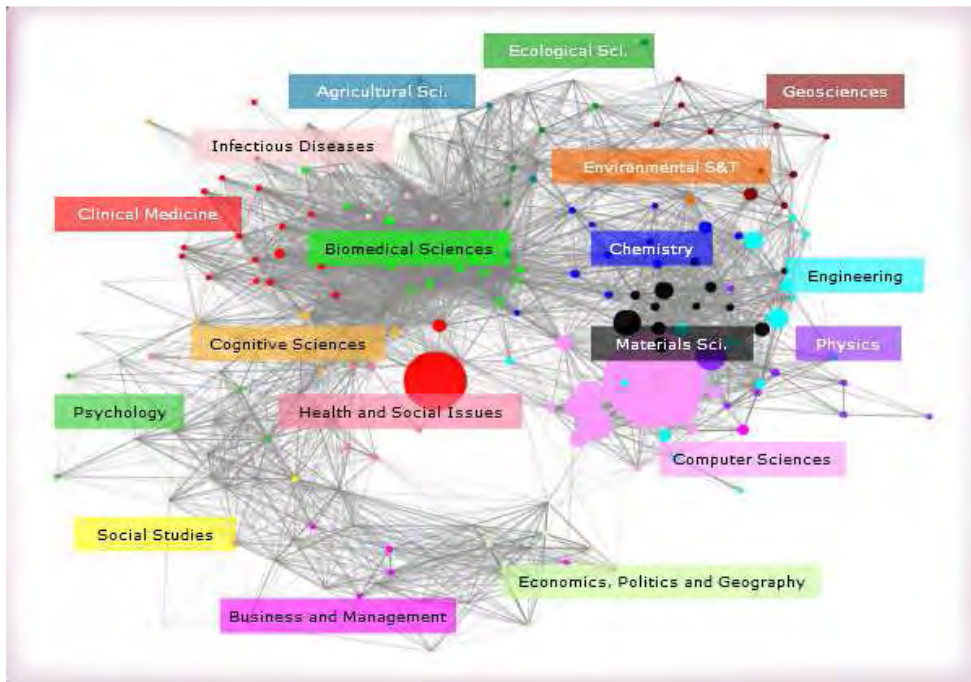 Ecological Sci.
Agricultural Sci.
Geosciences
Infectious Diseases
Environmental S&T
Clinical Medicine
Biomedical Sciences
Chemistry
Engineering
Cognitive Sciences
Materials Sci.
Physics
Psychology
Health and Social Issues
Computer Sciences
Social Studies
Economics, Politics and Geography
Business and Management